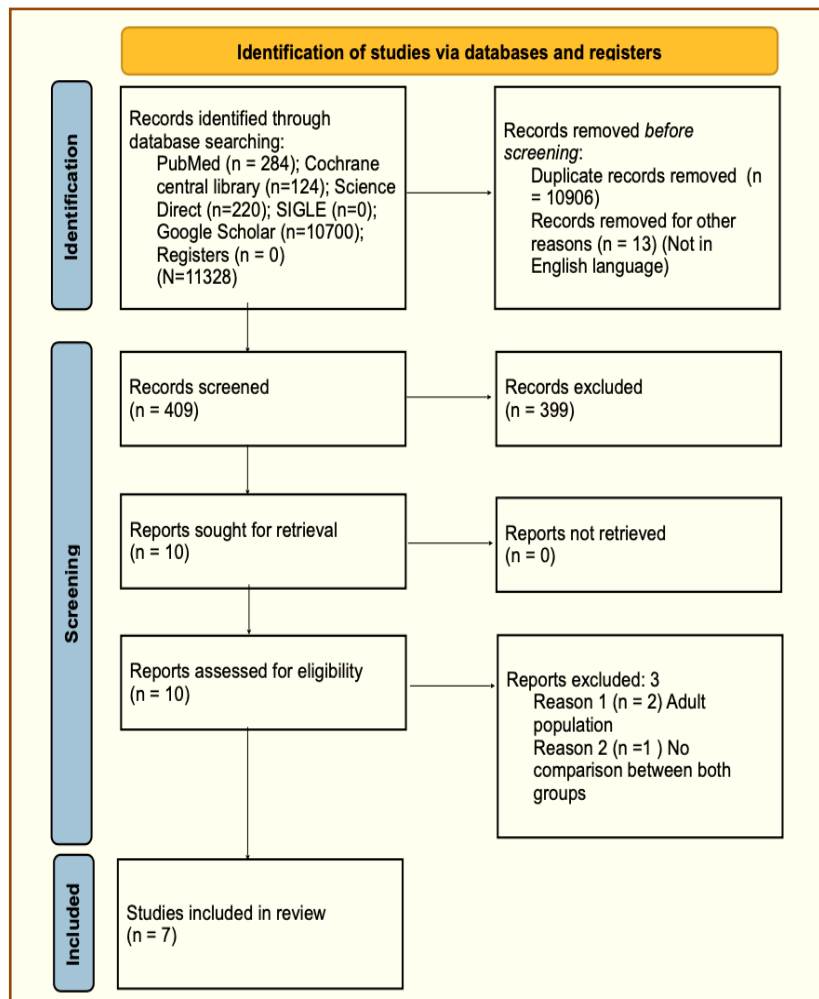 Identification of studies via databases and registers
Identification
Records identified through
database searching:
PubMed (n = 284); Cochrane
central library (n=124); Science
Direct (n=220); SIGLE (n=0);
Google Scholar (n=10700);
Registers (n = 0)
(N=11328)
Records removed before
screening:
Duplicate records removed (n
= 10906)
Records removed for other
reasons (n = 13) (Not in
English language)
Screening
Records screened
(n = 409)
Records excluded
(n = 399)
Reports sought for retrieval
(n = 10)
Reports not retrieved
(n = 0)
Reports assessed for eligibility
(n = 10)
Reports excluded: 3
Reason 1 (n = 2) Adult
population
Reason 2 (n =1 ) No
comparison between both
groups
Included
Studies included in review
(n = 7)